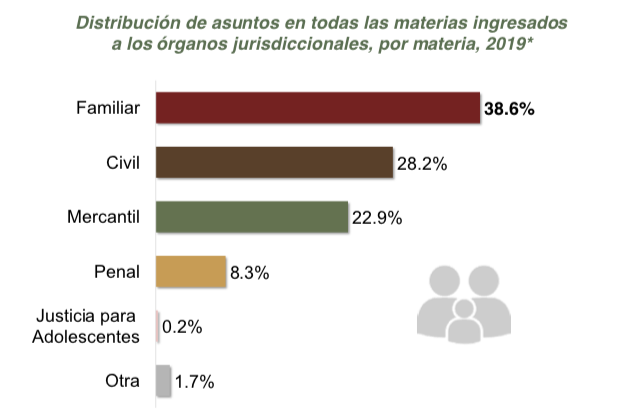 Distribución de asuntos en todas las materias ingresados
a los órganos jurisdiccionales, por materia, 2019*
Familiar 38.6%
Civil 28.2%
Mercantil 22.9%
Penal 8.3%
Justicia para
Adolescentes 0.2%
Otra 1.7%